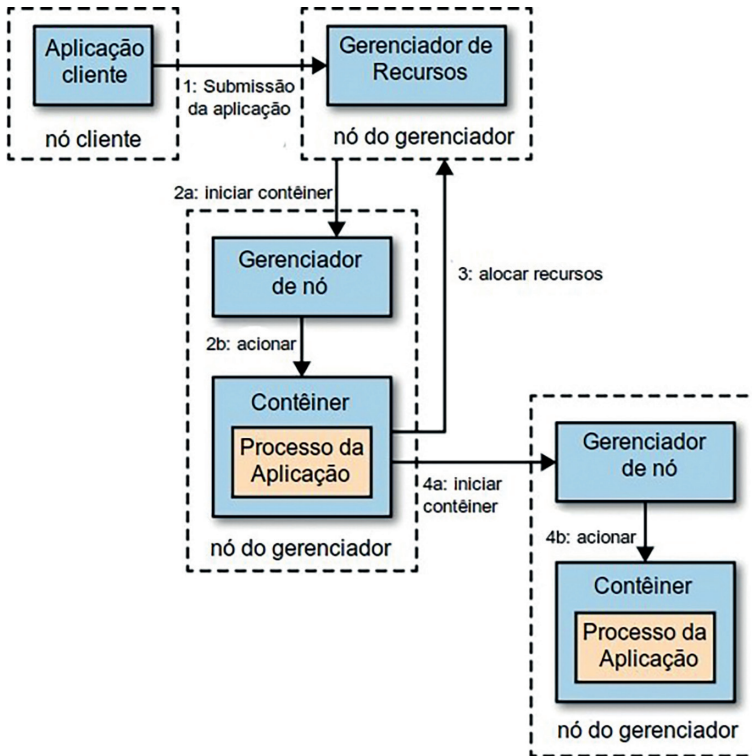 Aplicação
cliente
nó cliente
1: Submissão
da aplicação
Gerenciador de
Recursos
nó do gerenciador
2a: iniciar contêiner
Gerenciador
de nó
2b: acionar
Contêiner
Processo da
Aplicação
nó do gerenciador
3: alocar recursos
4a: iniciar
contêiner
Gerenciador
de nó
4b: acionar
Contêiner
Processo da
Aplicação
nó do gerenciador